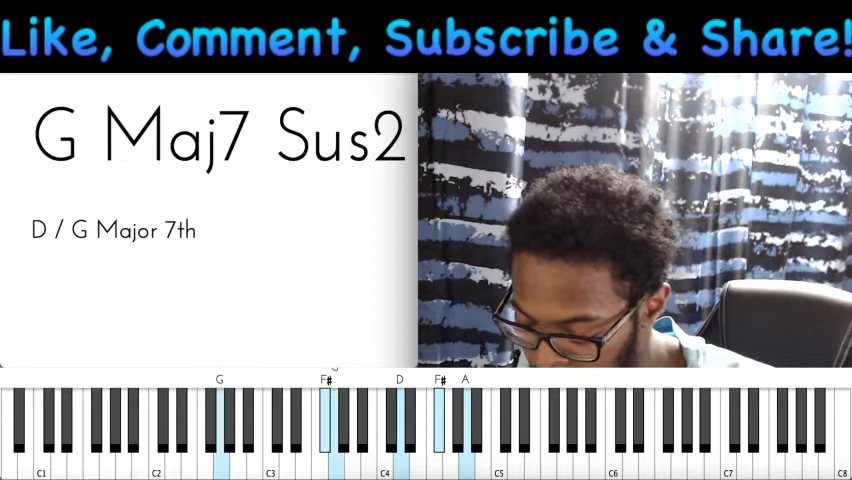 Like, Comment, Subscribe & Share!
G Maj7 Sus2
D / G Major 7th
G
G F# D F# A
C1 C2 C3 C4 C5 C6 C7 C8